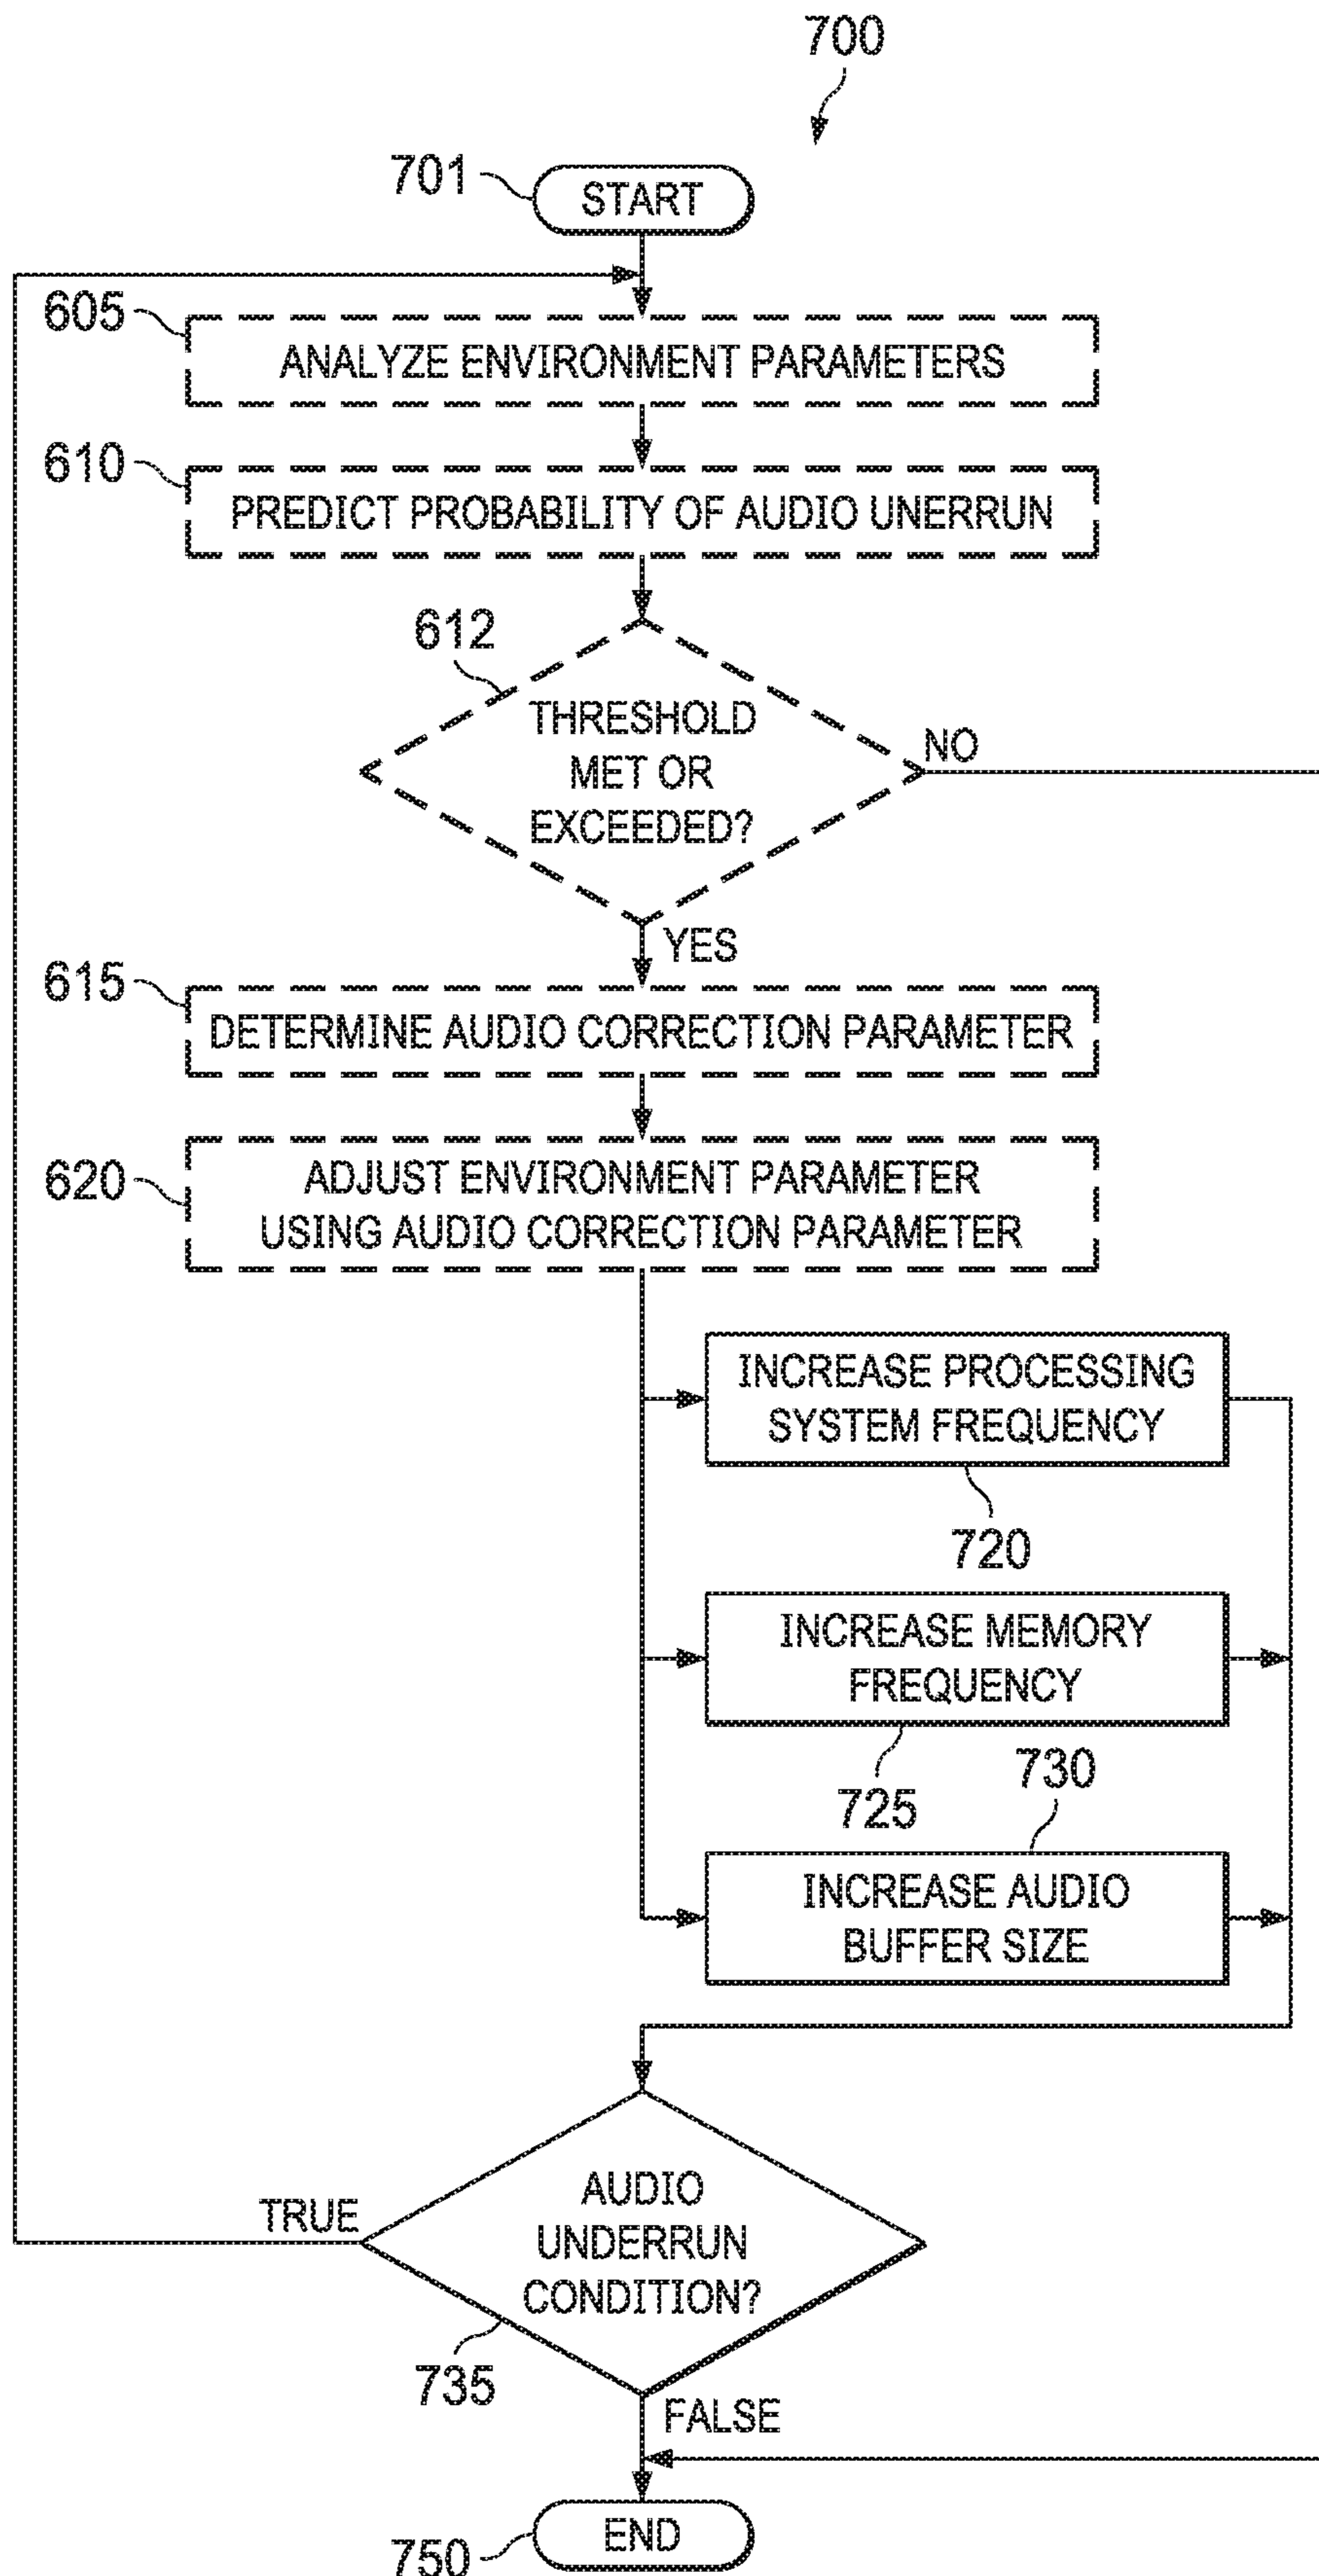 700
701
START
605
ANALYZE ENVIRONMENT PARAMETERS
610
PREDICT PROBABILITY OF AUDIO UNERRUN
612
THRESHOLD
MET OR
EXCEEDED?
NO
YES
615
DETERMINE AUDIO CORRECTION PARAMETER
620
ADJUST ENVIRONMENT PARAMETER
USING AUDIO CORRECTION PARAMETER
INCREASE PROCESSING
SYSTEM FREQUENCY
720
INCREASE MEMORY
FREQUENCY
725
730
INCREASE AUDIO
BUFFER SIZE
TRUE
AUDIO
UNDERRUN
CONDITION?
735
FALSE
750
END